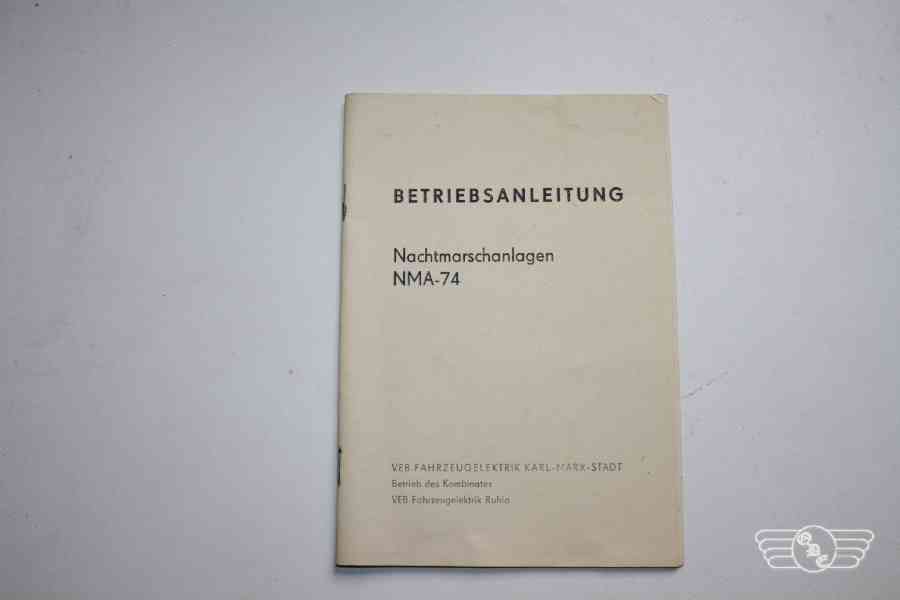 BETRIEBSANLEITUNG
Nachtmarschanlagen
NMA-74
VEB FAHRZEUGELEKTRIK KARL-MARX-STADT
Betrieb des Kombinates
VEB Fahrzeugelektrik Ruhla